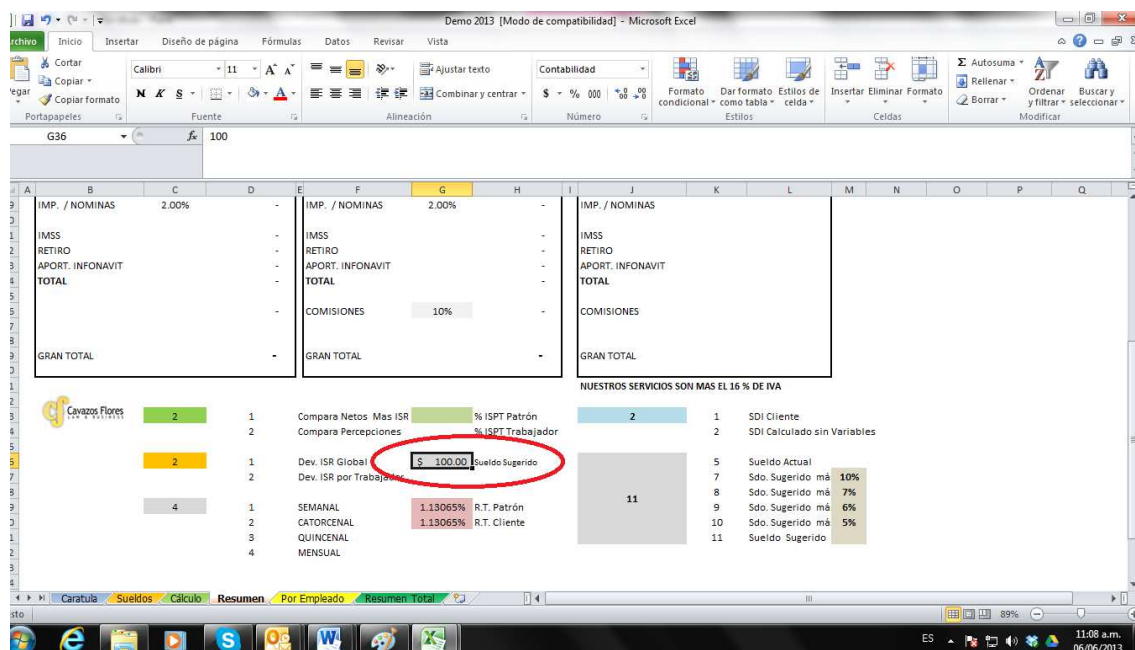 Demo 2013 [Modo de compatibilidad] - Microsoft Excel
Inicio Insertar Diseño de página Fórmulas Datos Revisar Vista
Cortar
Copiar
Copiar formato
Portapapeles
Calibri 11
N K S
Fuente
Ajustar texto
Combinar y centrar
Alineación
Contabilidad
$ % 000
Número
Formato condicional
Dar formato como tabla
Estilos de celda
Estilos
Insertar Eliminar Formato
Celdas
Σ Autosuma
Rellenar
Borrar
Ordenar y filtrar
Buscar y seleccionar
Modificar
G36 fx 100
A B C D E F G H I J K L M N O P Q
IMP. / NOMINAS 2.00% - IMP. / NOMINAS 2.00% - IMP. / NOMINAS
IMSS - IMSS - IMSS
RETIRO - RETIRO - RETIRO
APORT. INFONAVIT - APORT. INFONAVIT - APORT. INFONAVIT
TOTAL - TOTAL - TOTAL
- COMISIONES 10% - COMISIONES
GRAN TOTAL - GRAN TOTAL - GRAN TOTAL
NUESTROS SERVICIOS SON MAS EL 16 % DE IVA
cf Cavazos Flores
LAW & BUSINESS
2 1 Compara Netos Mas ISR % ISPT Patrón 2 1 SDI Cliente
2 Compara Percepciones % ISPT Trabajador 2 SDI Calculado sin Variables
2 1 Dev. ISR Global $ 100.00 Sueldo Sugerido 5 Sueldo Actual
2 Dev. ISR por Trabajador 7 Sdo. Sugerido má 10%
11 8 Sdo. Sugerido má 7%
4 1 SEMANAL 1.13065% R.T. Patrón 9 Sdo. Sugerido má 6%
2 CATORCENAL 1.13065% R.T. Cliente 10 Sdo. Sugerido má 5%
3 QUINCENAL 11 Sueldo Sugerido
4 MENSUAL
Caratula Sueldos Cálculo Resumen Por Empleado Resumen Total
89%
ES 11:08 a.m.
06/06/2013